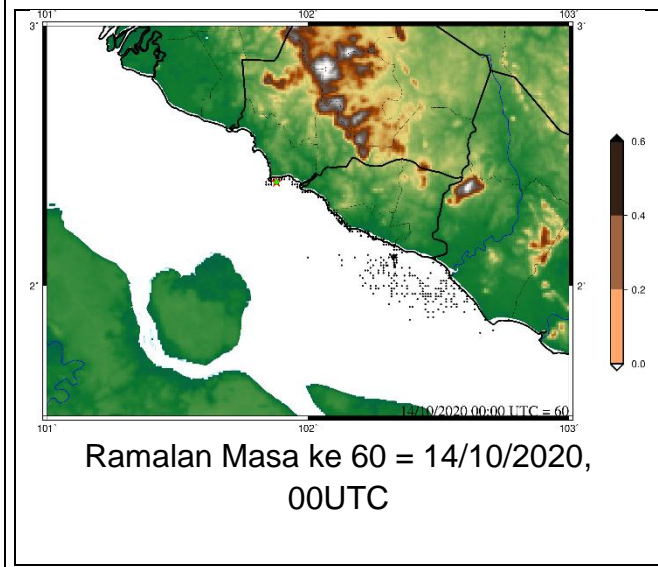 101˚ 102˚ 103˚
3˚ 3˚
0.6
0.4
2˚ 2˚
0.2
0.0
14/10/2020 00:00 UTC = 60
101˚ 102˚ 103˚
Ramalan Masa ke 60 = 14/10/2020,
00UTC